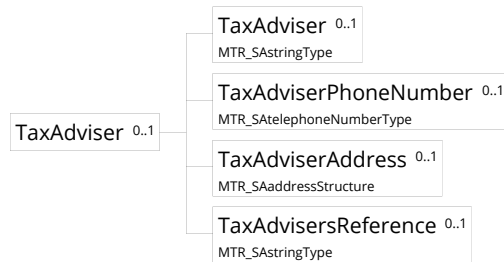 TaxAdviser 0..1
MTR_SAstringType
TaxAdviserPhoneNumber 0..1
MTR_SAtelephoneNumberType
TaxAdviser 0..1
TaxAdviserAddress 0..1
MTR_SAaddressStructure
TaxAdvisersReference 0..1
MTR_SAstringType